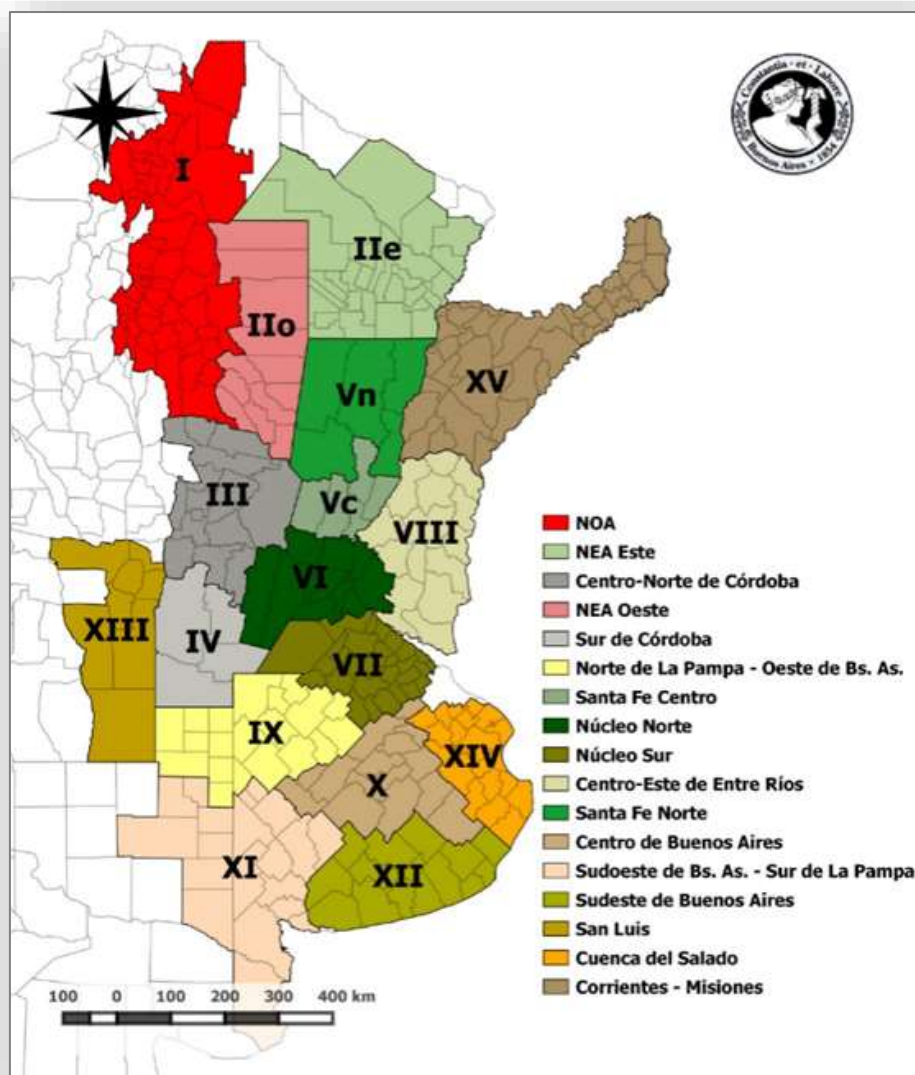 Constantia · et · Labore
Buenos Aires · 1854
I
IIe
IIo
XV
Vn
III
Vc
VIII
VI
XIII
IV
VII
IX
XIV
X
XI
XII
NOA
NEA Este
Centro-Norte de Córdoba
NEA Oeste
Sur de Córdoba
Norte de La Pampa - Oeste de Bs. As.
Santa Fe Centro
Núcleo Norte
Núcleo Sur
Centro-Este de Entre Ríos
Santa Fe Norte
Centro de Buenos Aires
Sudoeste de Bs. As. - Sur de La Pampa
Sudeste de Buenos Aires
San Luis
Cuenca del Salado
Corrientes - Misiones
100 0 100 200 300 400 km